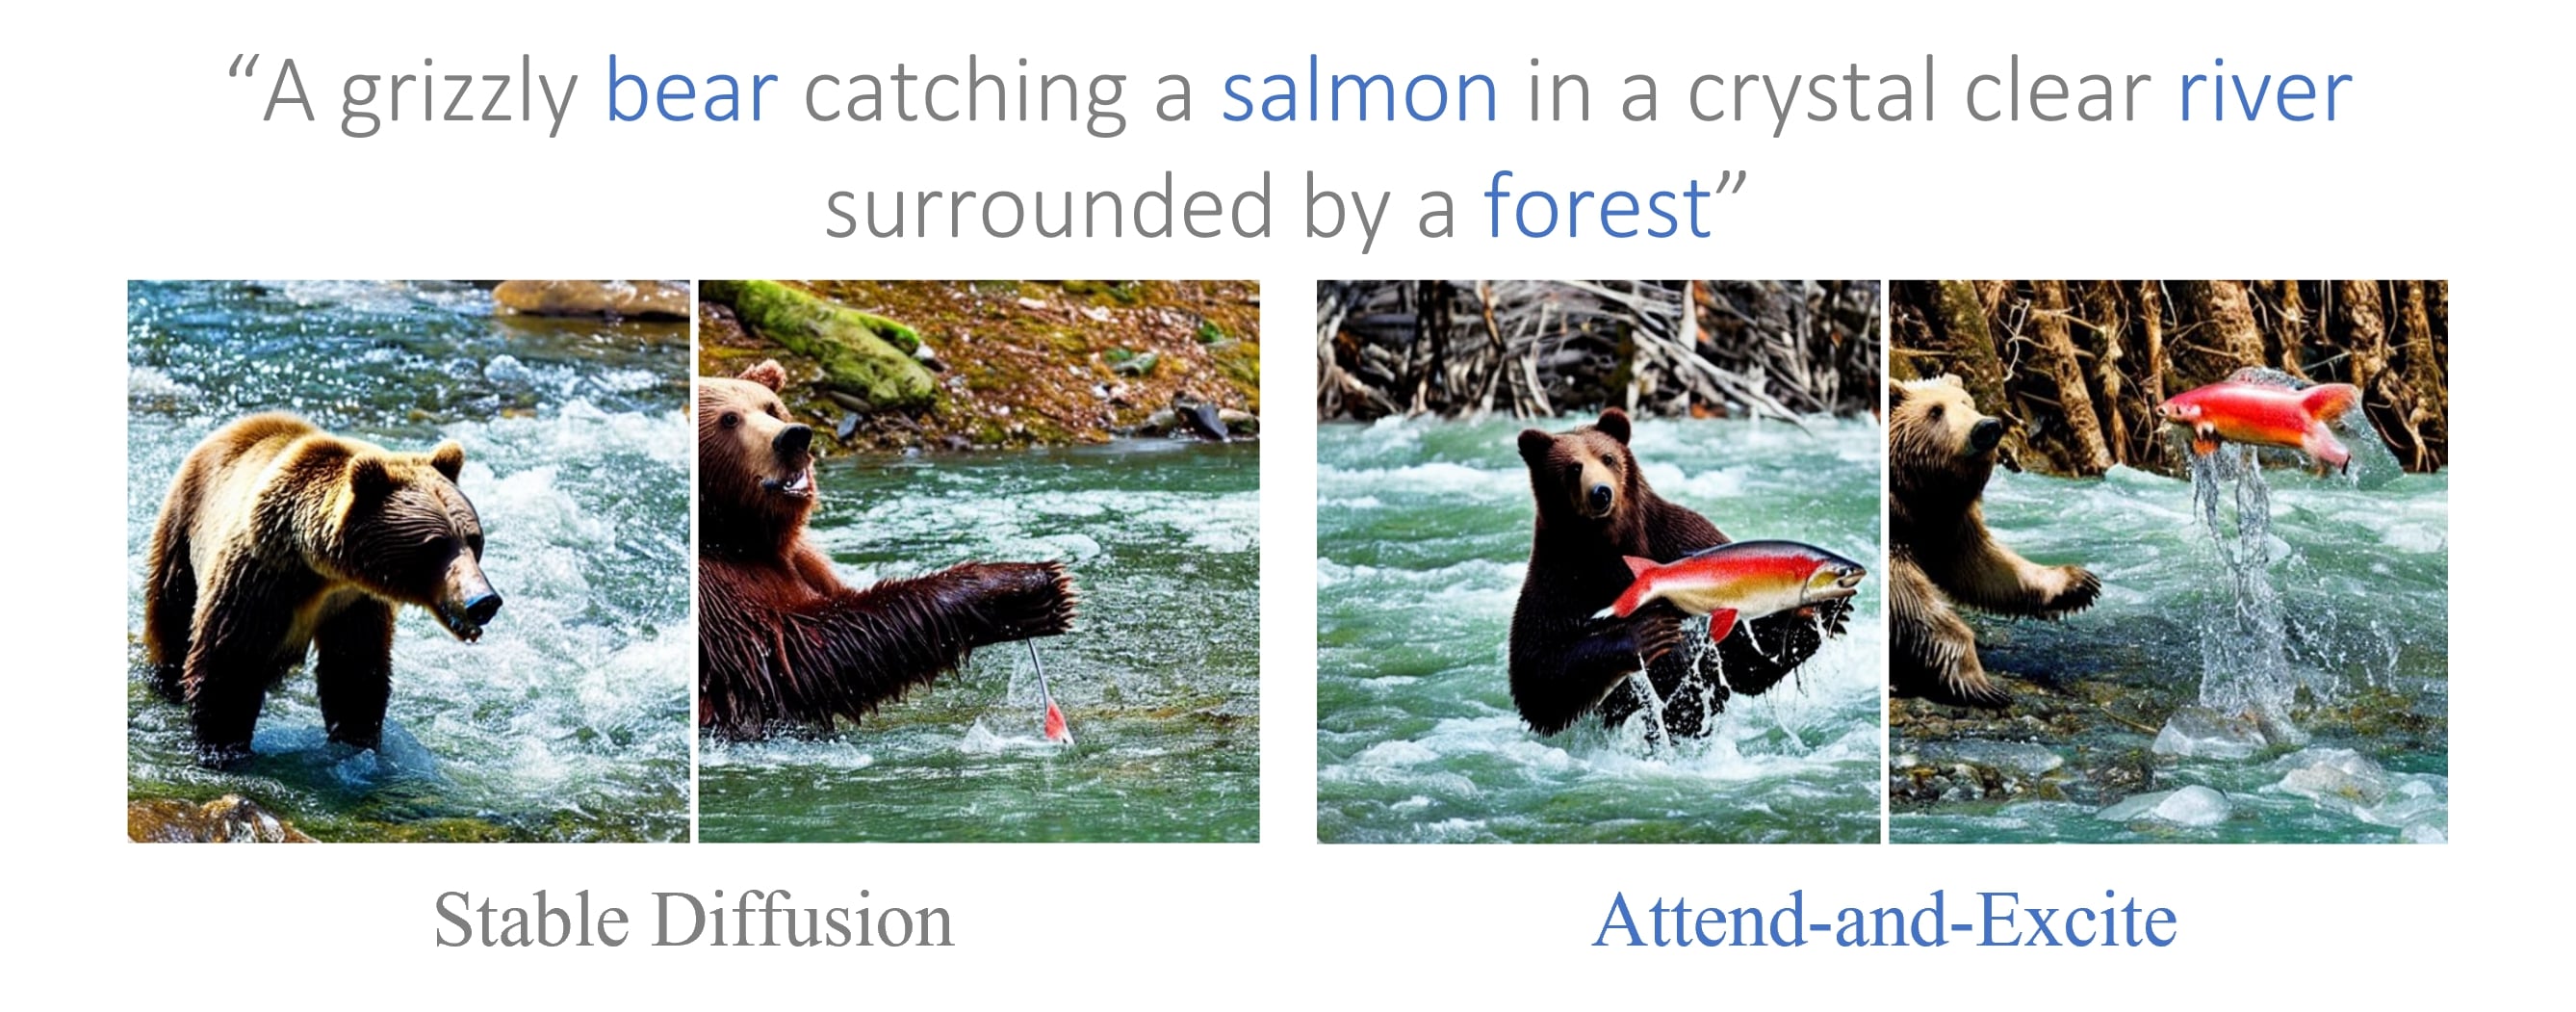 “A grizzly bear catching a salmon in a crystal clear river
surrounded by a forest”
Stable Diffusion
Attend-and-Excite